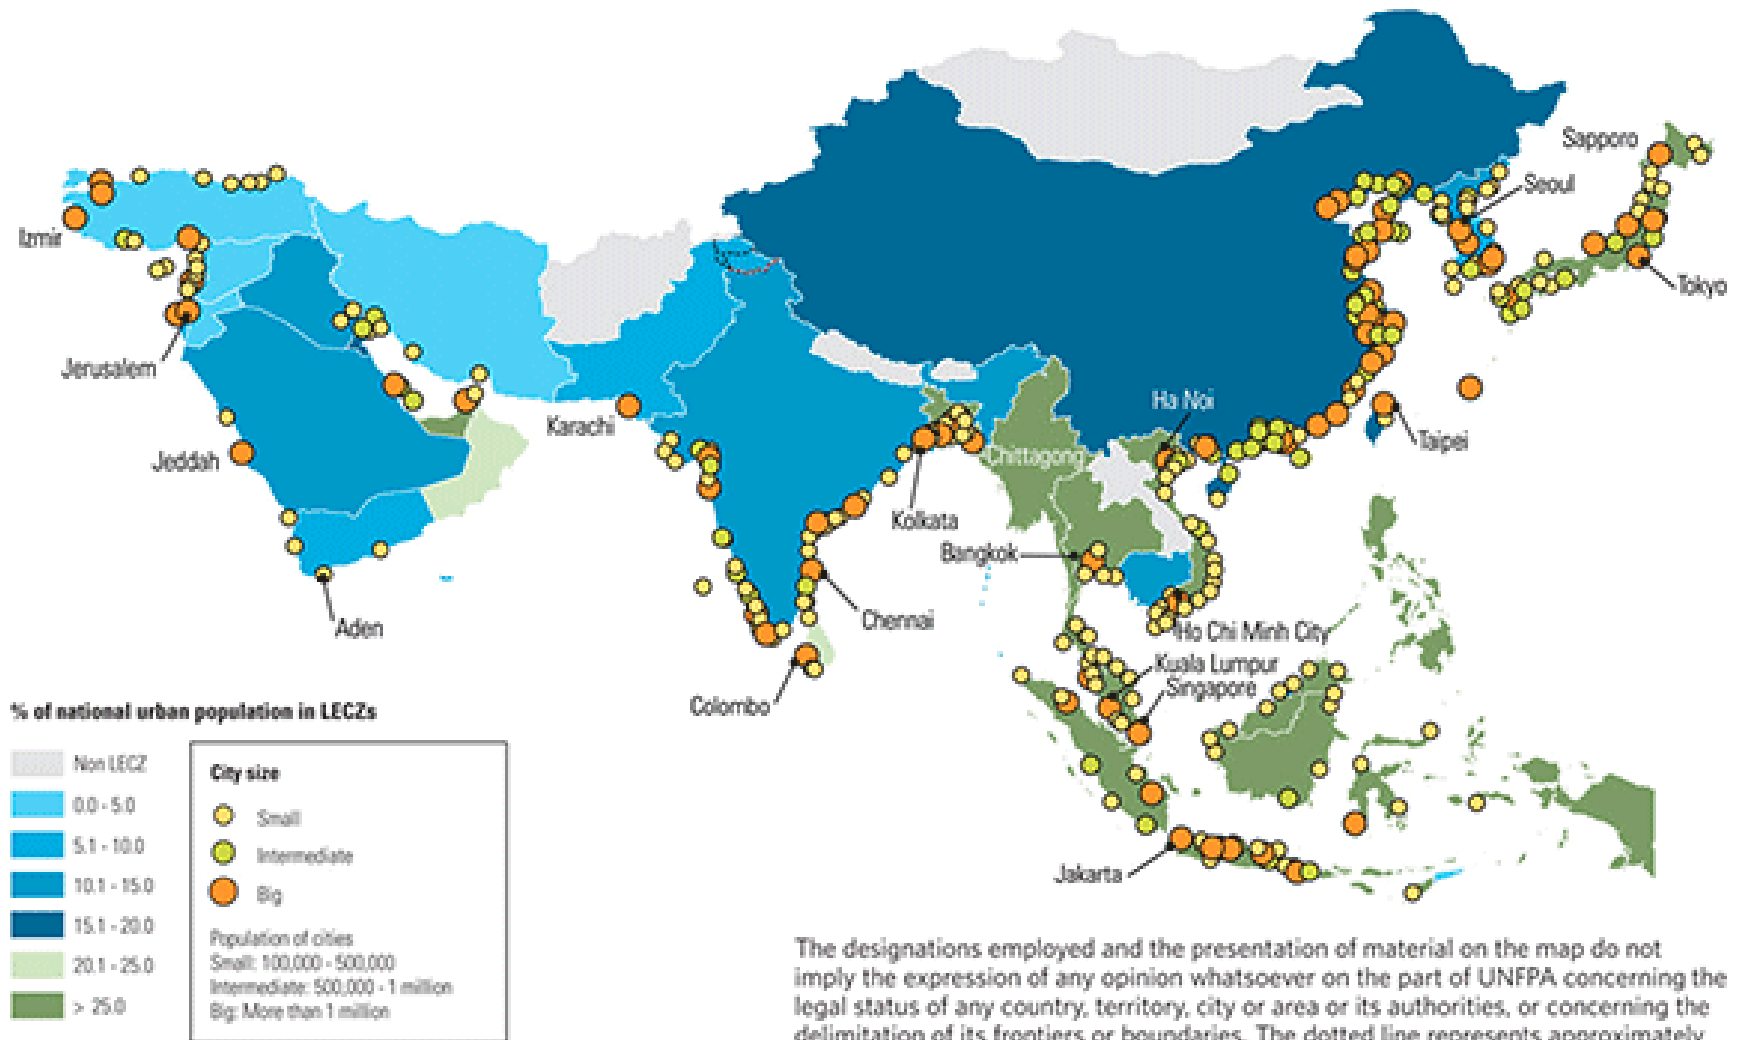 Sapporo
Seoul
Izmir
Tokyo
Jerusalem
Ha Noi
Karachi
Taipei
Jeddah
Chittagong
Kolkata
Bangkok
Chennai
Aden
Ho Chi Minh City
Kuala Lumpur
Singapore
Colombo
Jakarta
% of national urban population in LECZs
Non LECZ
0.0 - 5.0
5.1 - 10.0
10.1 - 15.0
15.1 - 20.0
20.1 - 25.0
> 25.0
City size
Small
Intermediate
Big
Population of cities
Small: 100,000 - 500,000
Intermediate: 500,000 - 1 million
Big: More than 1 million
The designations employed and the presentation of material on the map do not
imply the expression of any opinion whatsoever on the part of UNFPA concerning the
legal status of any country, territory, city or area or its authorities, or concerning the
delimitation of its frontiers or boundaries. The dotted line represents approximately